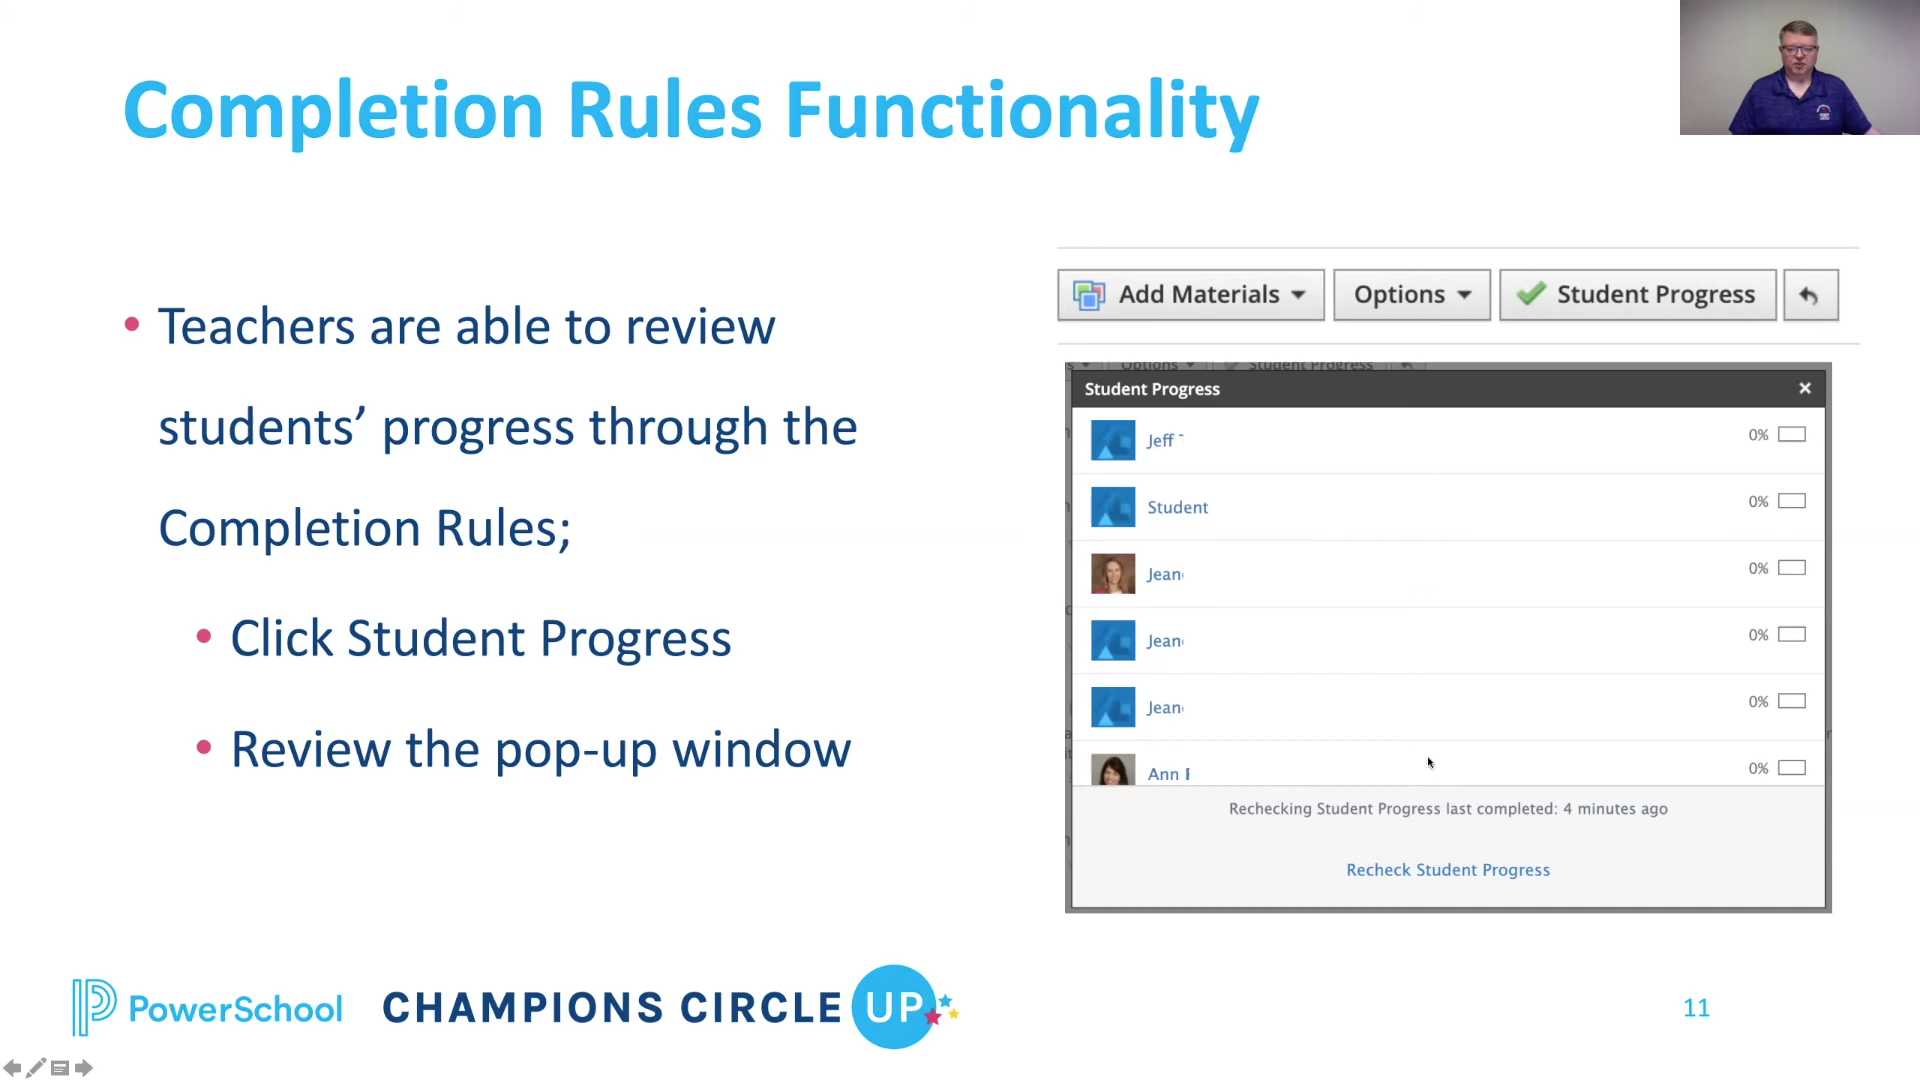 Completion Rules Functionality
• Teachers are able to review
students’ progress through the
Completion Rules;
• Click Student Progress
• Review the pop-up window
Add Materials
Options
Student Progress
Options
Student Progress
Student Progress
Jeff
0%
Student
0%
Jean
0%
Jean
0%
Jean
0%
Ann
0%
Rechecking Student Progress last completed: 4 minutes ago
Recheck Student Progress
PowerSchool
CHAMPIONS CIRCLE UP
11